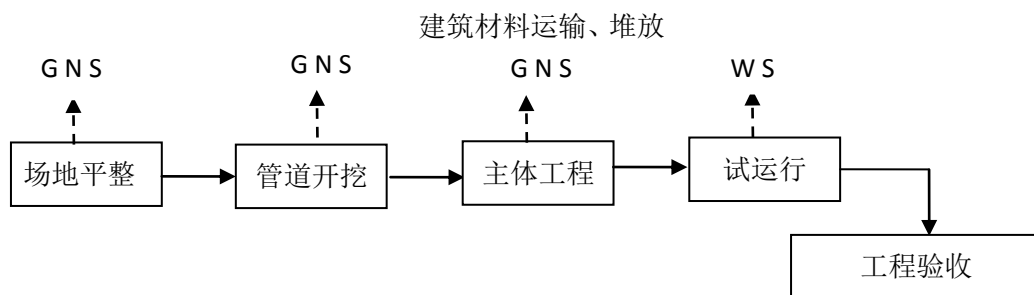 建筑材料运输、堆放
G N S
G N S
G N S
W S
场地平整
管道开挖
主体工程
试运行
工程验收